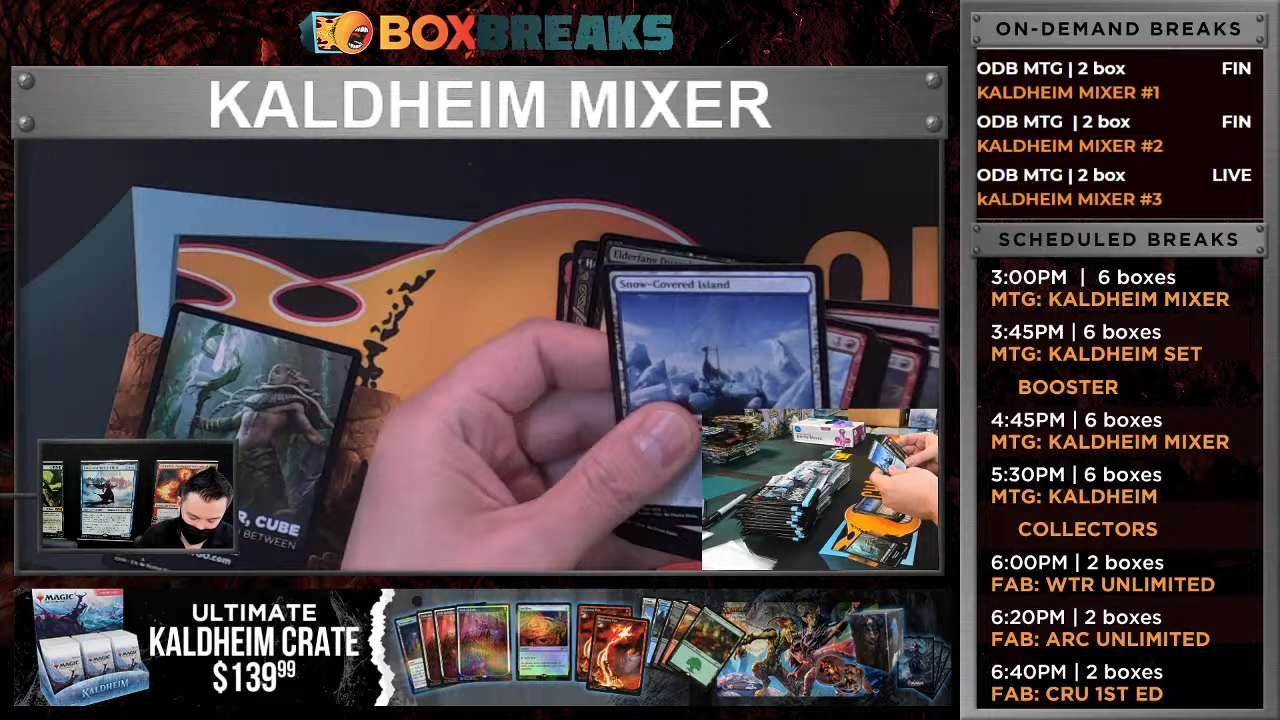 BOXBREAKS
KALDHEIM MIXER
Snow-Covered Island
R, CUBE
BETWEEN
ULTIMATE
KALDHEIM CRATE
$139⁹⁹
MAGIC
KALDHEIM
ON-DEMAND BREAKS
ODB MTG | 2 box FIN
KALDHEIM MIXER #1
ODB MTG | 2 box FIN
KALDHEIM MIXER #2
ODB MTG | 2 box LIVE
kALDHEIM MIXER #3
SCHEDULED BREAKS
3:00PM | 6 boxes
MTG: KALDHEIM MIXER
3:45PM | 6 boxes
MTG: KALDHEIM SET
BOOSTER
4:45PM | 6 boxes
MTG: KALDHEIM MIXER
5:30PM | 6 boxes
MTG: KALDHEIM
COLLECTORS
6:00PM | 2 boxes
FAB: WTR UNLIMITED
6:20PM | 2 boxes
FAB: ARC UNLIMITED
6:40PM | 2 boxes
FAB: CRU 1ST ED